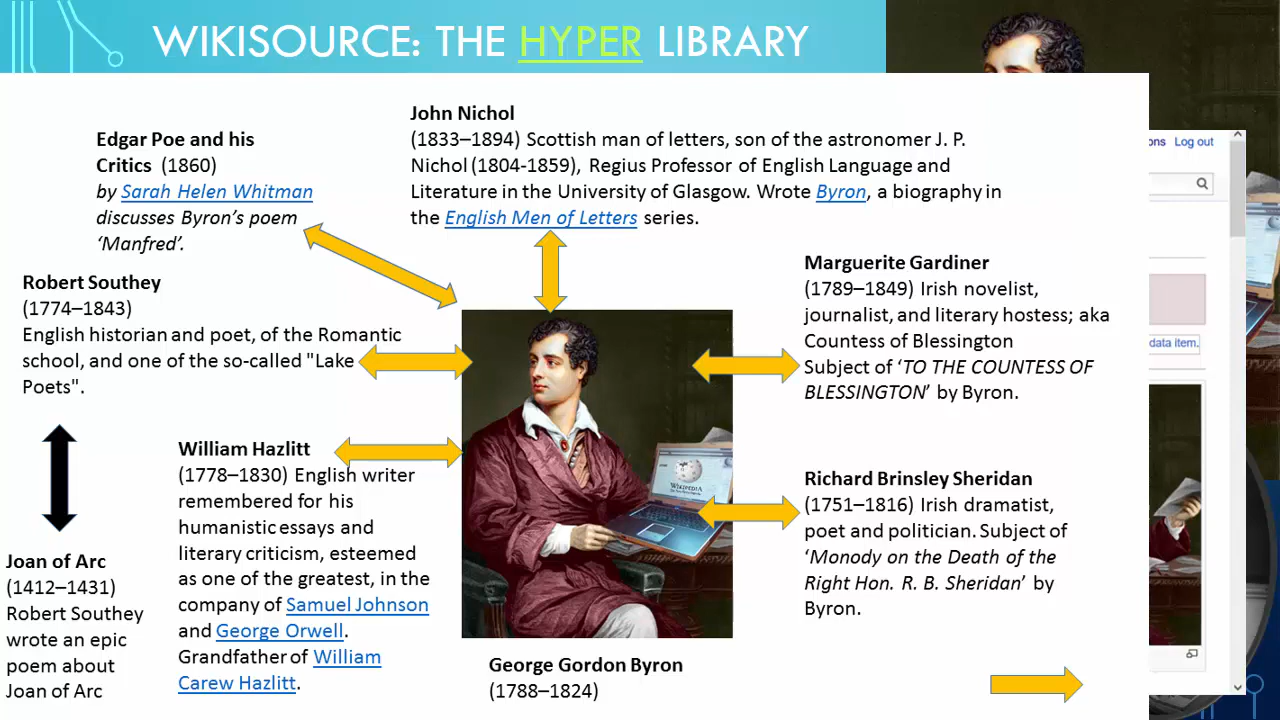 WIKISOURCE: THE HYPER LIBRARY
Edgar Poe and his
Critics (1860)
by Sarah Helen Whitman
discusses Byron's poem
'Manfred'.
John Nichol
(1833–1894) Scottish man of letters, son of the astronomer J. P.
Nichol (1804-1859), Regius Professor of English Language and
Literature in the University of Glasgow. Wrote Byron, a biography in
the English Men of Letters series.
Robert Southey
(1774–1843)
English historian and poet, of the Romantic
school, and one of the so-called "Lake
Poets".
Marguerite Gardiner
(1789–1849) Irish novelist,
journalist, and literary hostess; aka
Countess of Blessington
Subject of 'TO THE COUNTESS OF
BLESSINGTON' by Byron.
William Hazlitt
(1778–1830) English writer
remembered for his
humanistic essays and
literary criticism, esteemed
as one of the greatest, in the
company of Samuel Johnson
and George Orwell.
Grandfather of William
Carew Hazlitt.
Richard Brinsley Sheridan
(1751–1816) Irish dramatist,
poet and politician. Subject of
'Monody on the Death of the
Right Hon. R. B. Sheridan' by
Byron.
Joan of Arc
(1412–1431)
Robert Southey
wrote an epic
poem about
Joan of Arc
WIKIPEDIA
George Gordon Byron
(1788–1824)
ons Log out
data item.